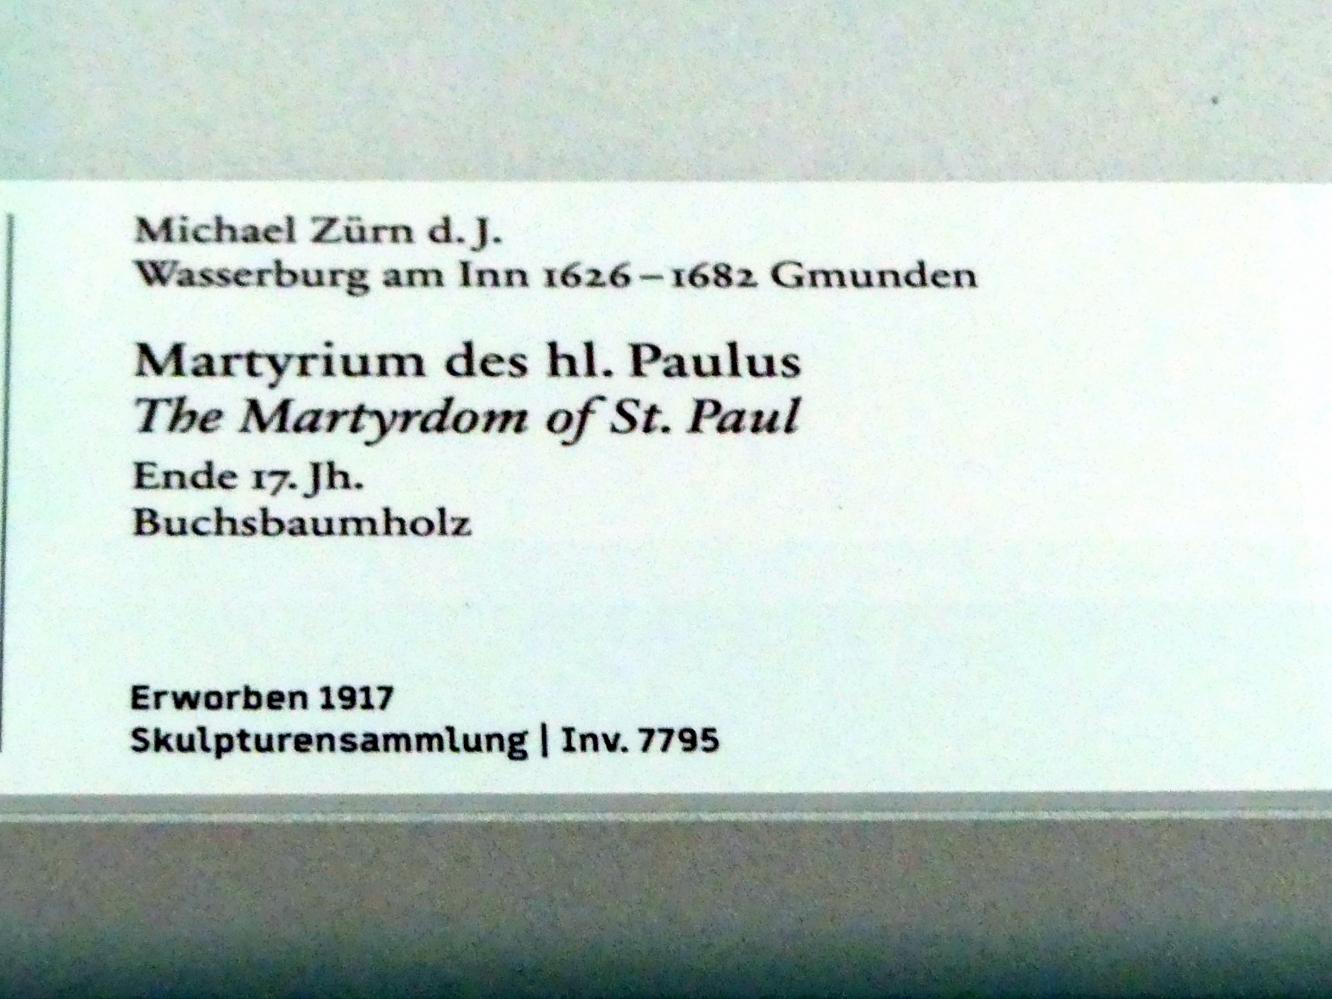 Michael Zürn d. J.
Wasserburg am Inn 1626 – 1682 Gmunden
Martyrium des hl. Paulus
The Martyrdom of St. Paul
Ende 17. Jh.
Buchsbaumholz
Erworben 1917
Skulpturensammlung | Inv. 7795